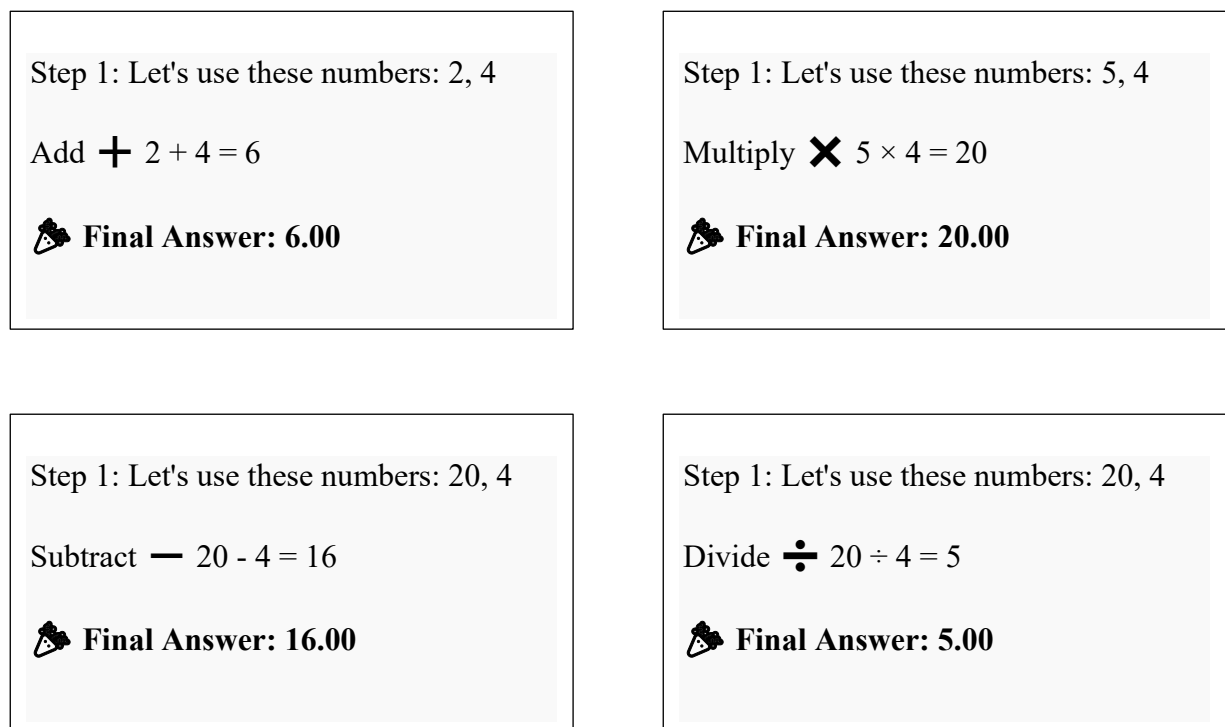 Step 1: Let's use these numbers: 2, 4
Add ➕ 2 + 4 = 6
🎉 Final Answer: 6.00
Step 1: Let's use these numbers: 5, 4
Multiply ✖ 5 × 4 = 20
🎉 Final Answer: 20.00
Step 1: Let's use these numbers: 20, 4
Subtract ➖ 20 - 4 = 16
🎉 Final Answer: 16.00
Step 1: Let's use these numbers: 20, 4
Divide ➗ 20 ÷ 4 = 5
🎉 Final Answer: 5.00